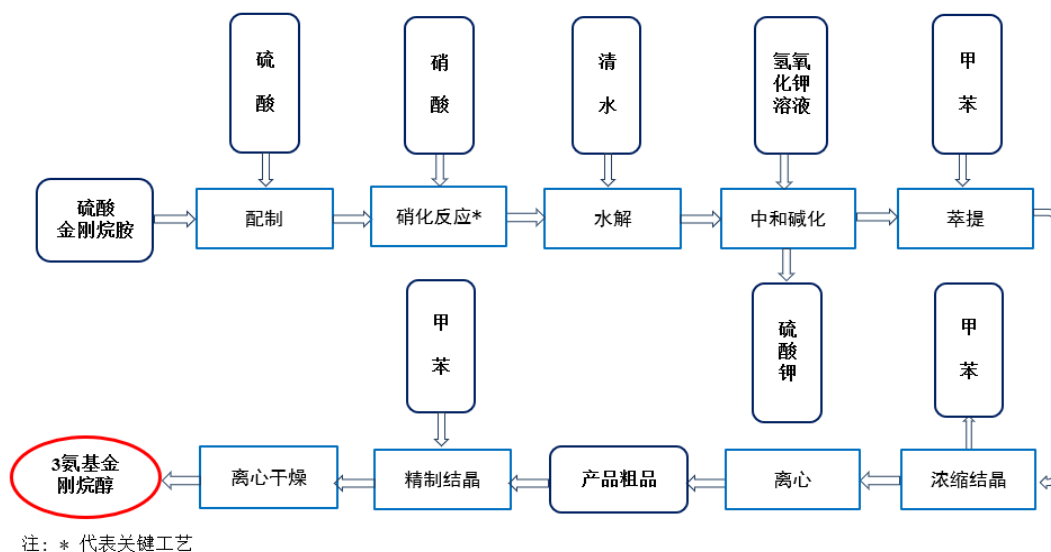 硫
酸
硝
酸
清
水
氢氧
化钾
溶液
甲
苯
硫酸
金刚烷胺
配制
硝化反应*
水解
中和碱化
萃提
甲
苯
硫
酸
钾
甲
苯
3氨基金
刚烷醇
离心干燥
精制结晶
产品粗品
离心
浓缩结晶
注: * 代表关键工艺